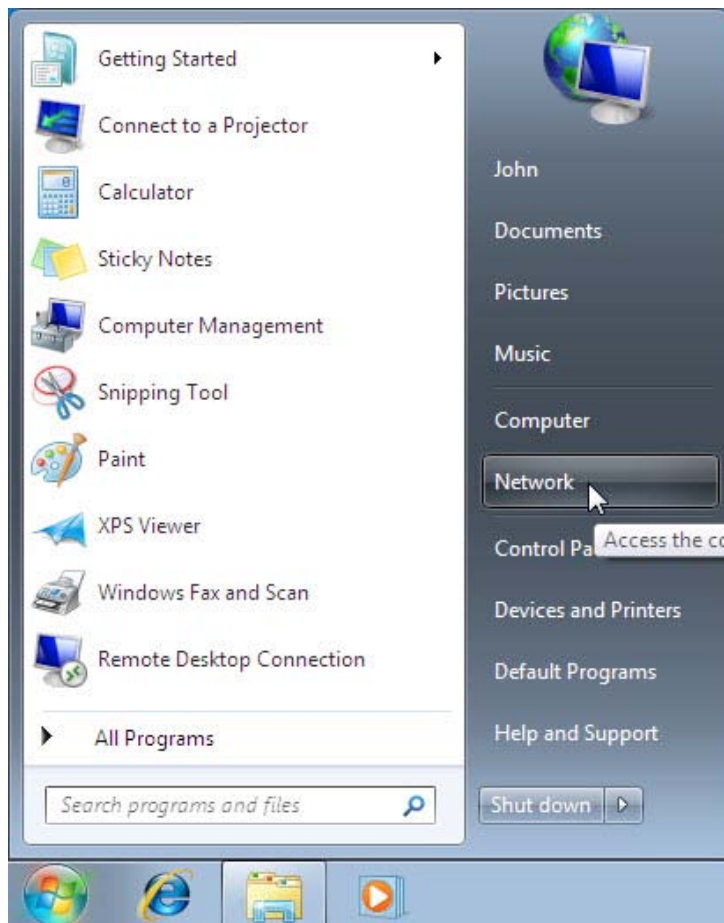 Getting Started
Connect to a Projector
Calculator
Sticky Notes
Computer Management
Snipping Tool
Paint
XPS Viewer
Windows Fax and Scan
Remote Desktop Connection
All Programs
Search programs and files
John
Documents
Pictures
Music
Computer
Network
Access the co
Control Pa
Devices and Printers
Default Programs
Help and Support
Shut down